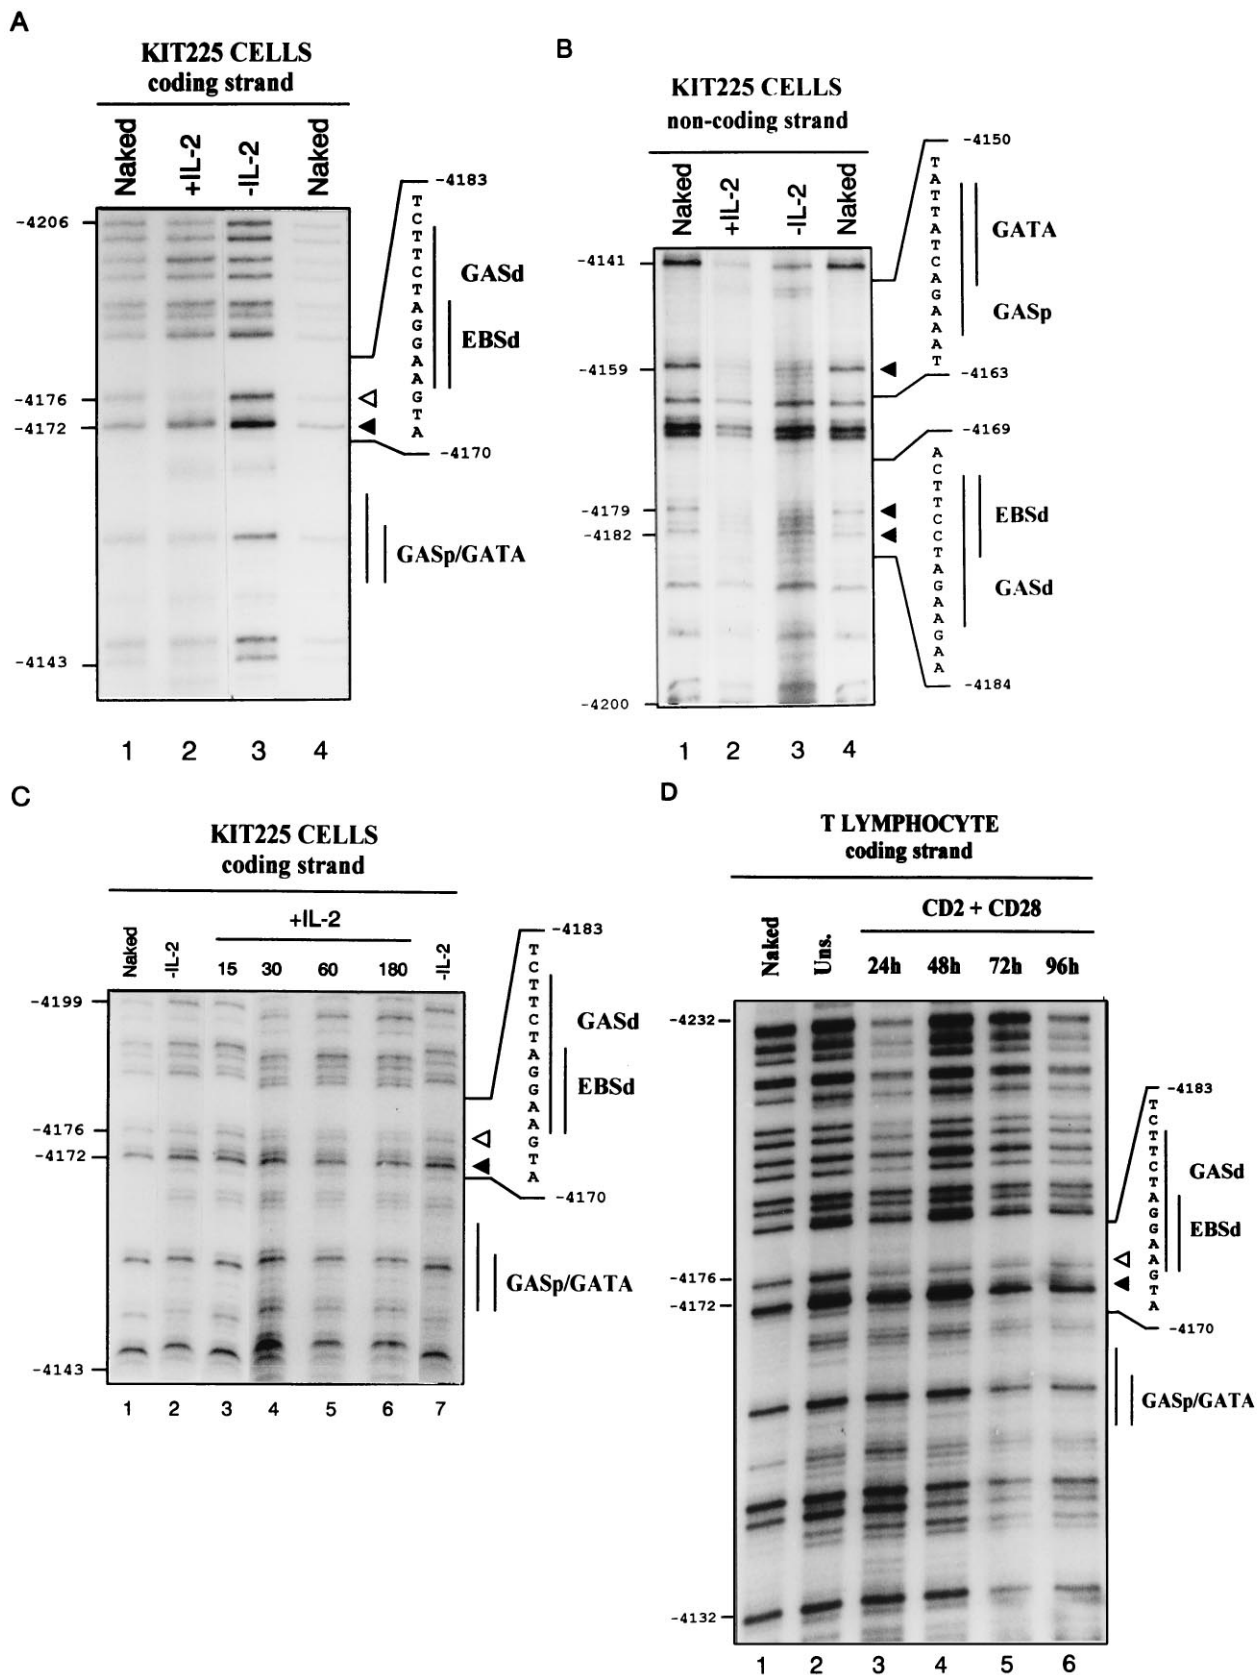 A
KIT225 CELLS
coding strand
Naked
+IL-2
-IL-2
Naked
-4206
-4176
-4172
-4143
-4183
T
C
T
T
C
T
A
G
G
A
A
G
T
A
-4170
GASd
EBSd
GASp/GATA
1 2 3 4
B
KIT225 CELLS
non-coding strand
Naked
+IL-2
-IL-2
Naked
-4141
-4159
-4179
-4182
-4200
-4150
T
A
T
T
A
T
C
A
G
A
A
A
T
-4163
GATA
GASp
-4169
A
C
T
T
C
C
T
A
G
A
A
G
A
A
-4184
EBSd
GASd
1 2 3 4
C
KIT225 CELLS
coding strand
+IL-2
Naked
-IL-2
15 30 60 180
-IL-2
-4199
-4176
-4172
-4143
-4183
T
C
T
T
C
T
A
G
G
A
A
G
T
A
-4170
GASd
EBSd
GASp/GATA
1 2 3 4 5 6 7
D
T LYMPHOCYTE
coding strand
CD2 + CD28
Naked
Uns.
24h 48h 72h 96h
-4232
-4176
-4172
-4132
-4183
T
C
T
T
C
T
A
G
G
A
A
G
T
A
-4170
GASd
EBSd
GASp/GATA
1 2 3 4 5 6